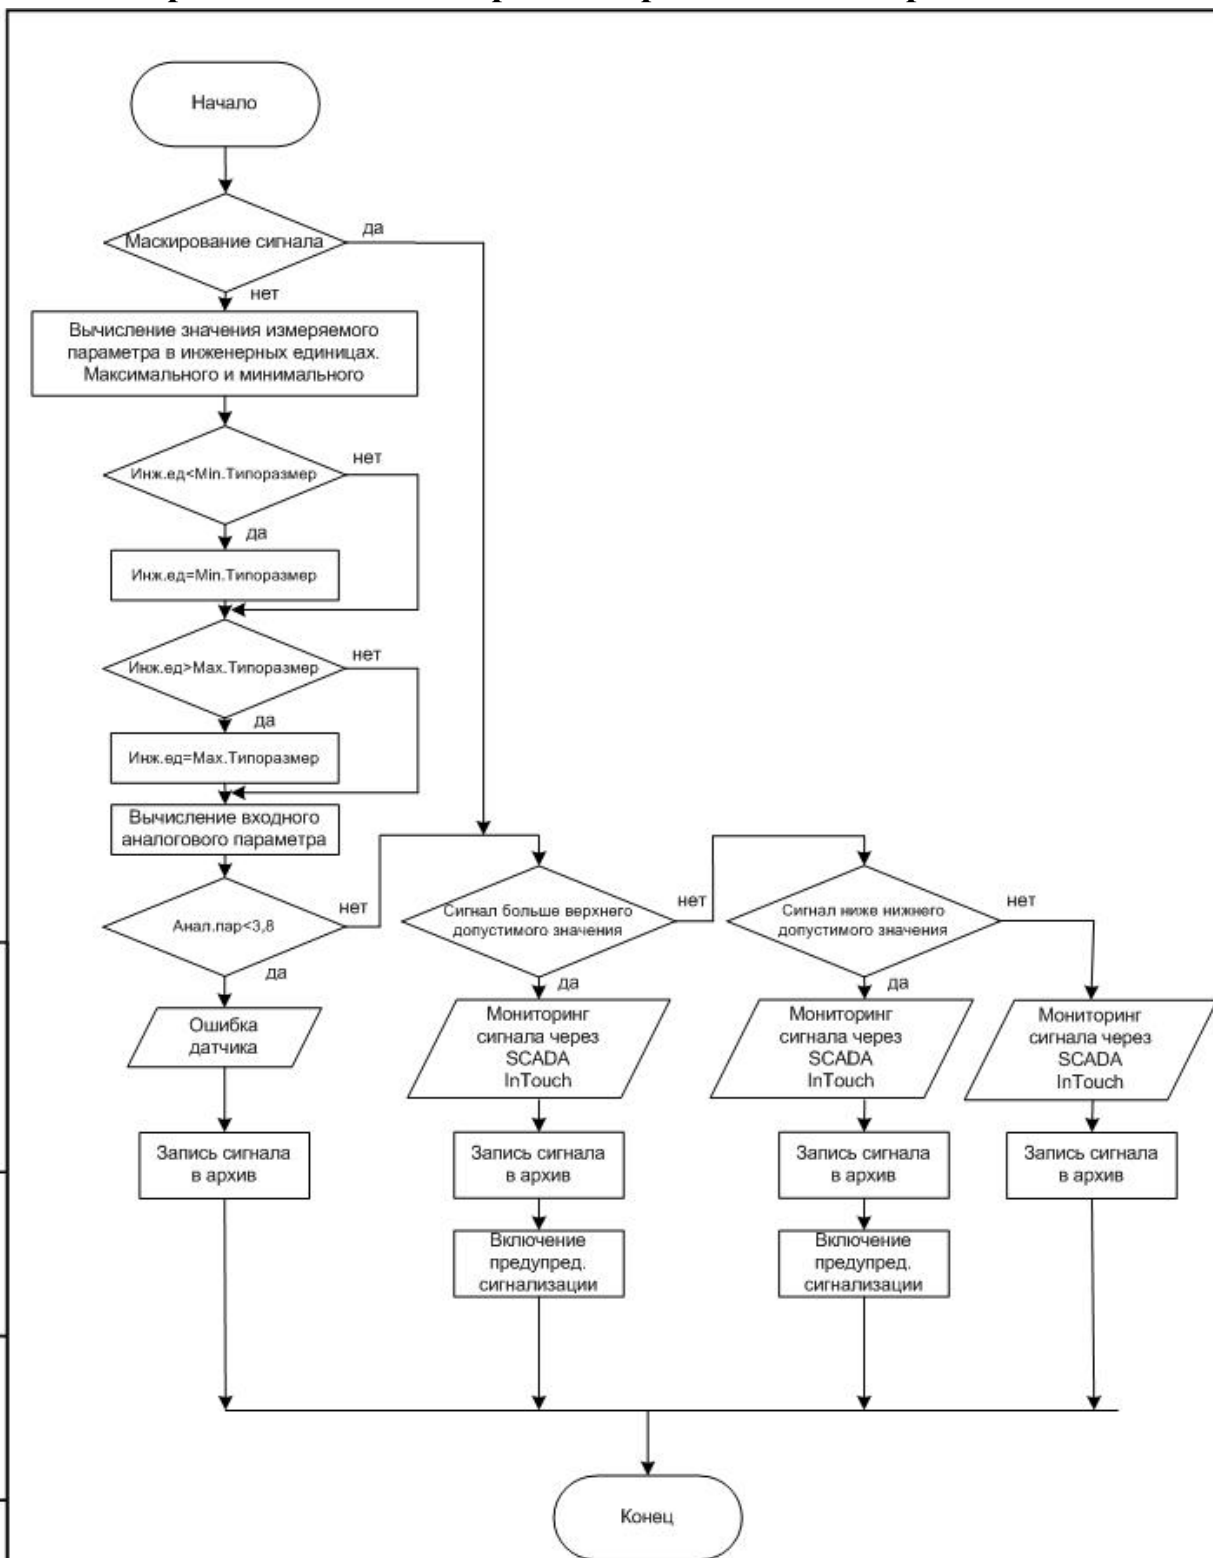 Начало
Маскирование сигнала
да
нет
Вычисление значения измеряемого
параметра в инженерных единицах.
Максимального и минимального
Инж.ед<Min.Типоразмер
нет
да
Инж.ед=Min.Типоразмер
Инж.ед>Max.Типоразмер
нет
да
Инж.ед=Max.Типоразмер
Вычисление входного
аналогового параметра
Анал.пар<3,8
нет
да
Сигнал больше верхнего
допустимого значения
нет
да
Сигнал ниже нижнего
допустимого значения
нет
да
Ошибка
датчика
Мониторинг
сигнала через
SCADA
InTouch
Мониторинг
сигнала через
SCADA
InTouch
Мониторинг
сигнала через
SCADA
InTouch
Запись сигнала
в архив
Запись сигнала
в архив
Запись сигнала
в архив
Запись сигнала
в архив
Включение
предупред.
сигнализации
Включение
предупред.
сигнализации
Конец